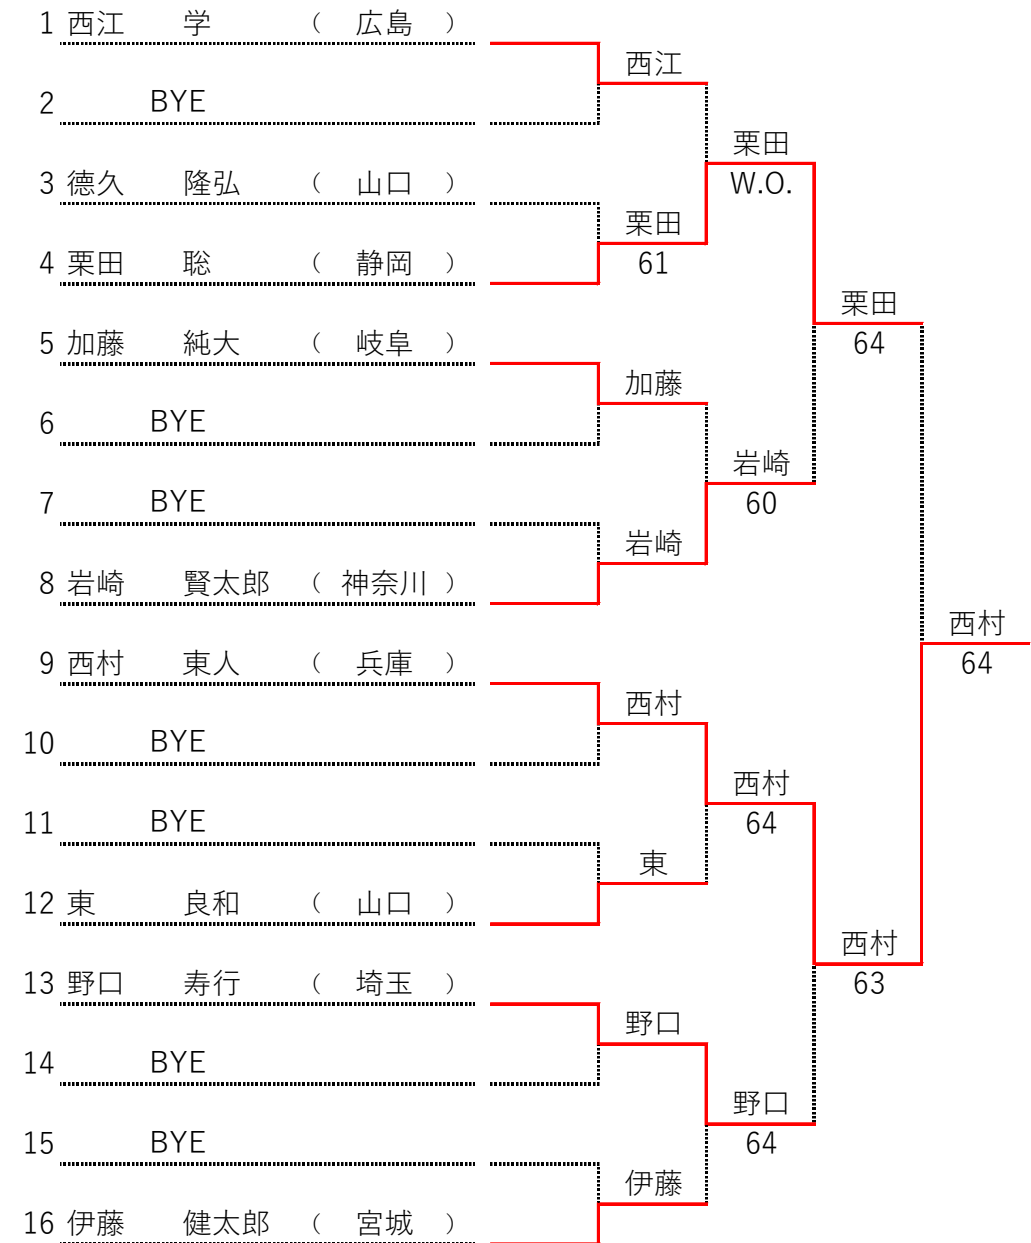 1 西江 学 （ 広島 ）
西江
2 BYE
栗田
W.O.
3 德久 隆弘 （ 山口 ）
栗田
61
4 栗田 聡 （ 静岡 ）
栗田
64
5 加藤 純大 （ 岐阜 ）
加藤
6 BYE
岩崎
60
7 BYE
岩崎
8 岩崎 賢太郎 （ 神奈川 ）
西村
64
9 西村 東人 （ 兵庫 ）
西村
10 BYE
西村
64
11 BYE
東
12 東 良和 （ 山口 ）
西村
63
13 野口 寿行 （ 埼玉 ）
野口
14 BYE
野口
64
15 BYE
伊藤
16 伊藤 健太郎 （ 宮城 ）